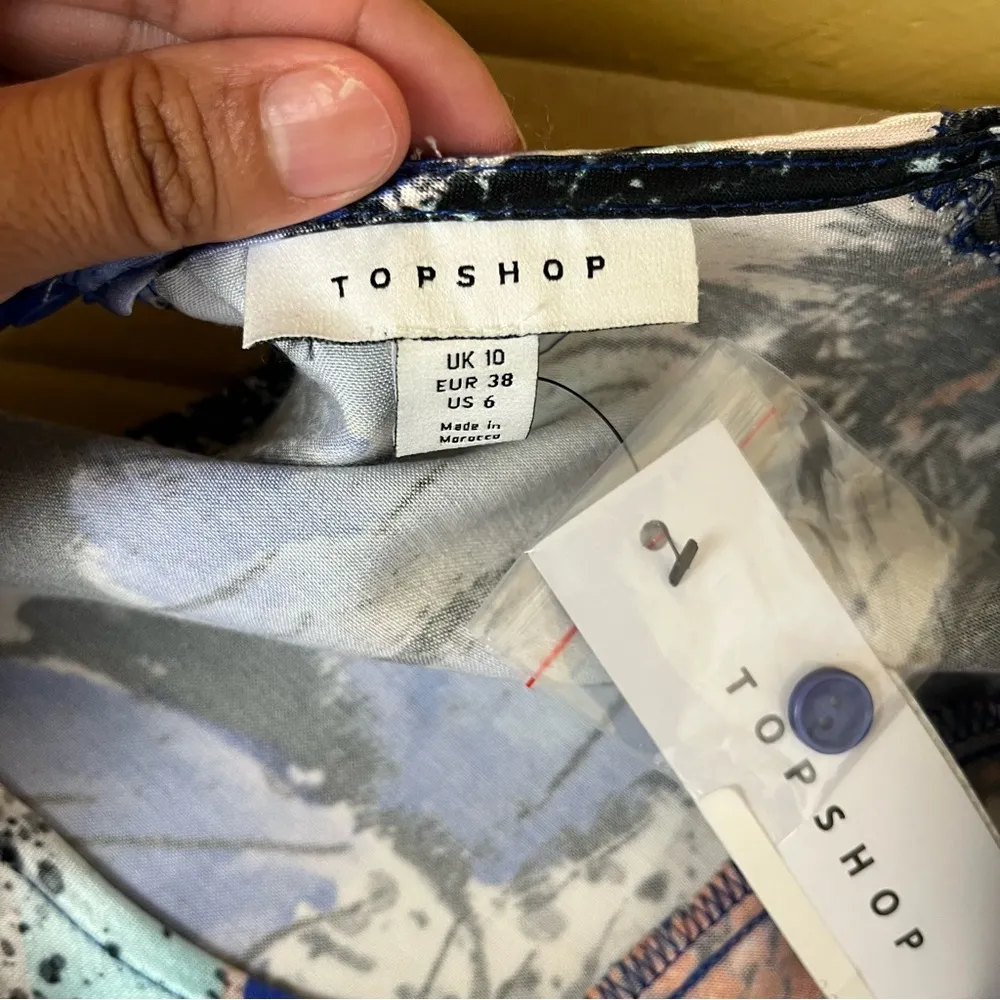 TOPSHOP
UK 10
EUR 38
US 6
Made in
Morocco
TOPSHOP